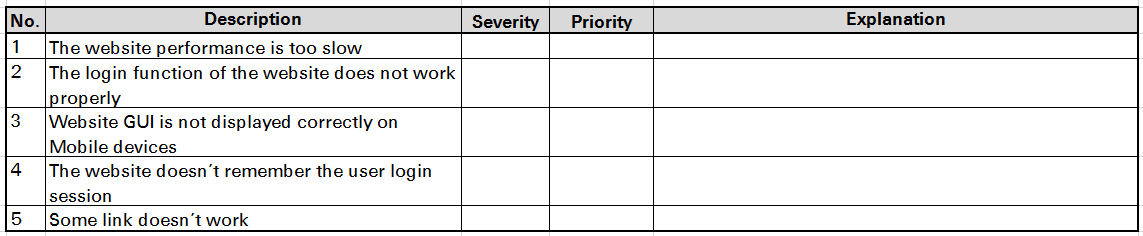 No. Description Severity Priority Explanation
1 The website performance is too slow
2 The login function of the website does not work
properly
3 Website GUI is not displayed correctly on
Mobile devices
4 The website doesn´t remember the user login
session
5 Some link doesn´t work